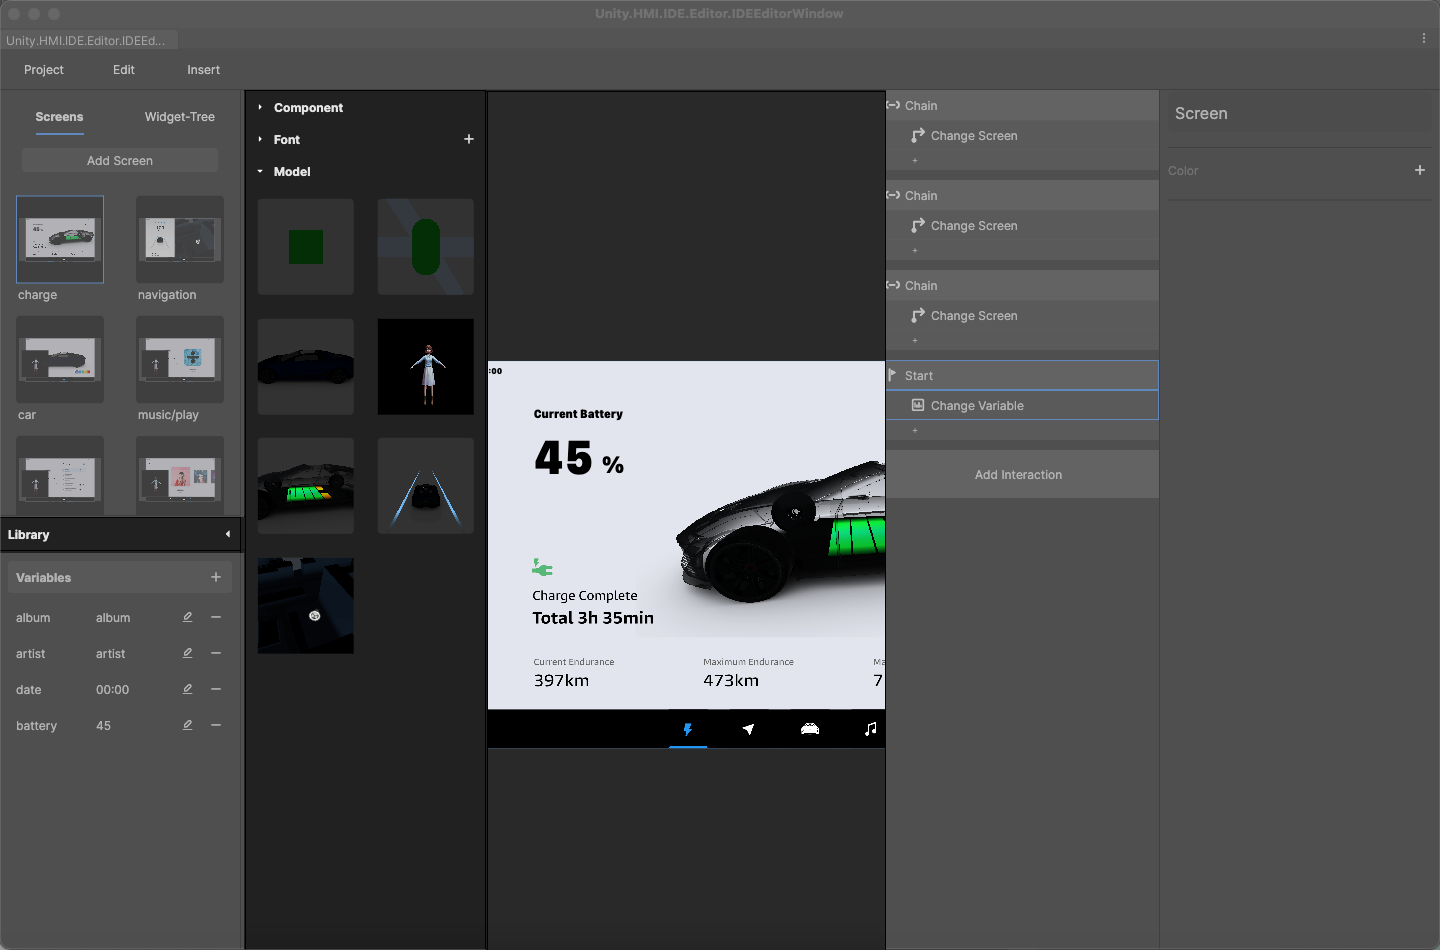 Unity.HMI.IDE.Editor.IDEEditorWindow
Unity.HMI.IDE.Editor.IDEEd...
Project Edit Insert
Screens Widget-Tree
Add Screen
charge navigation
car music/play
Library
Variables +
album album
artist artist
date 00:00
battery 45
Component
Font +
Model
:00
Current Battery
45 %
Charge Complete
Total 3h 35min
Current Endurance Maximum Endurance Ma
397km 473km 7
Chain
Change Screen
+
Chain
Change Screen
+
Chain
Change Screen
+
Start
Change Variable
+
Add Interaction
Screen
Color +